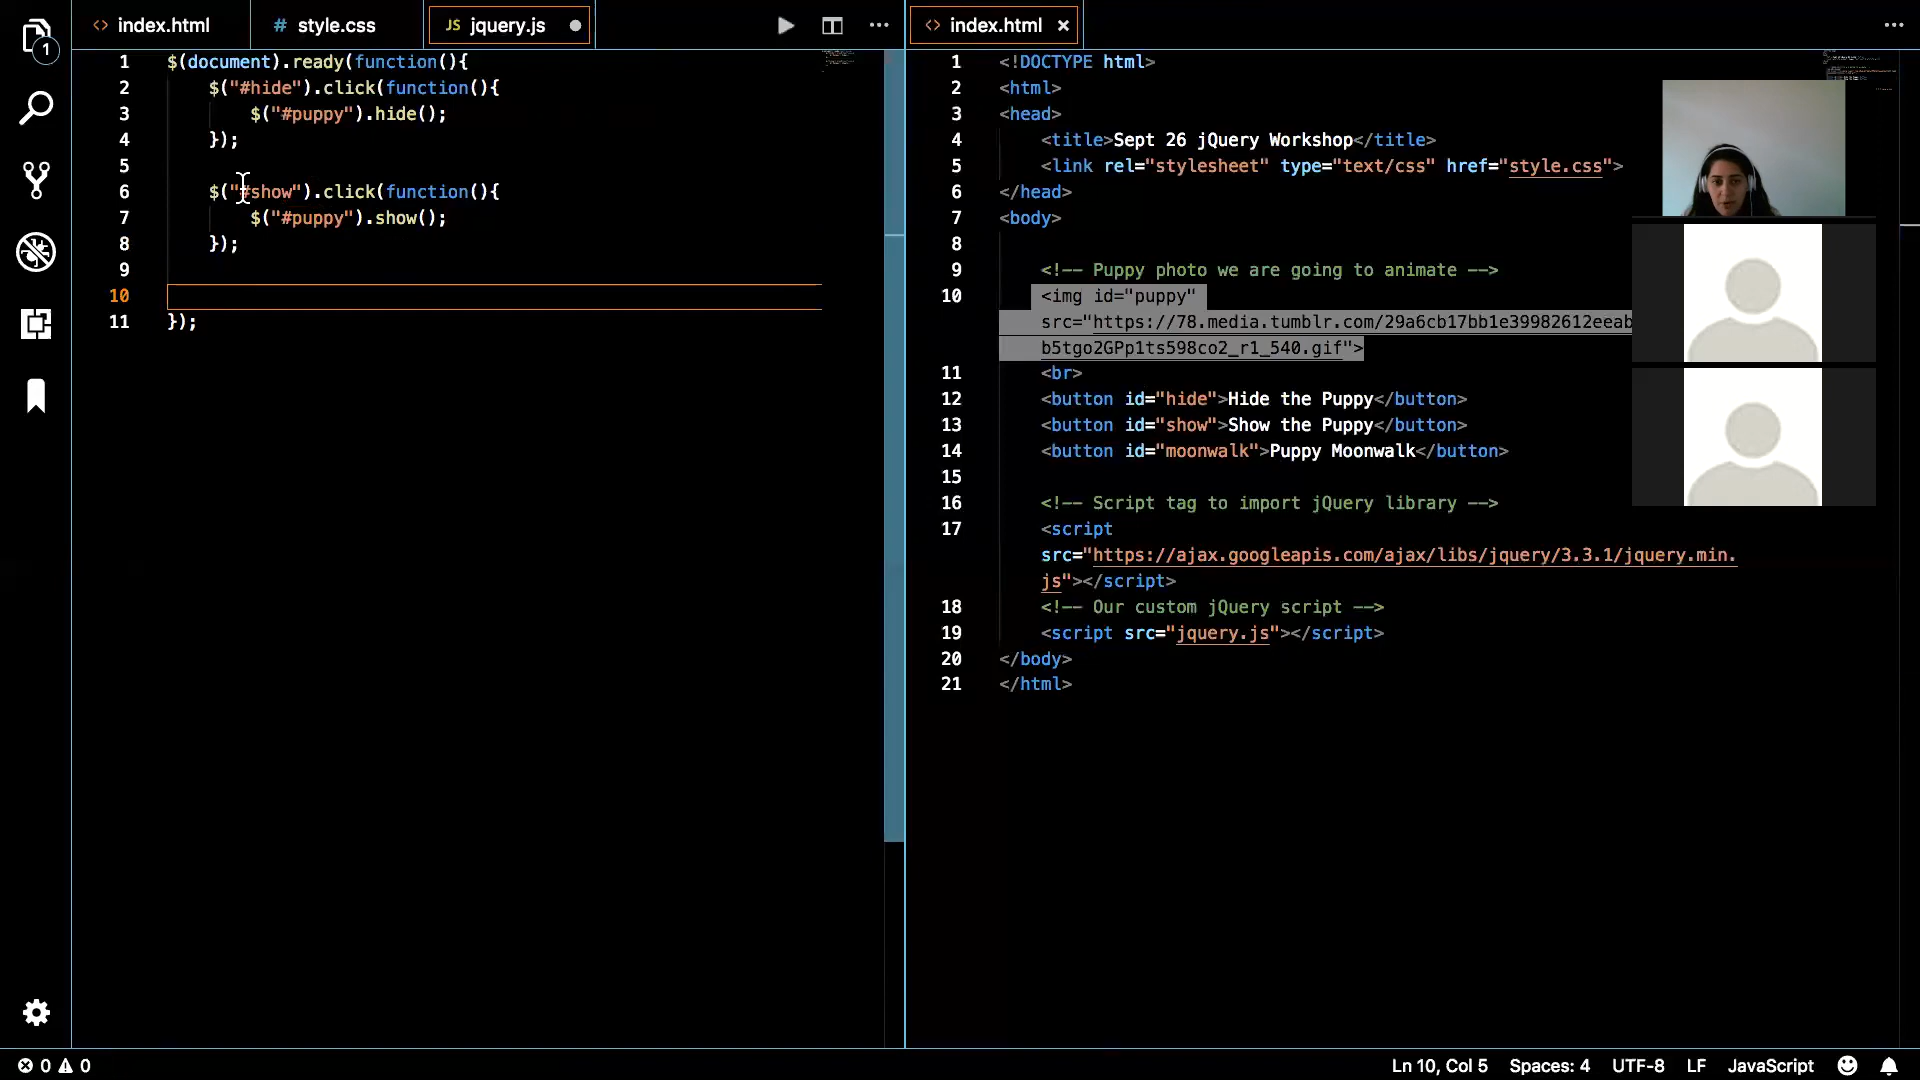 1
index.html
# style.css
JS jquery.js
index.html
1 $(document).ready(function(){
2 $("#hide").click(function(){
3 $("#puppy").hide();
4 });
5
6 $("#show").click(function(){
7 $("#puppy").show();
8 });
9
10
11 });
1 <!DOCTYPE html>
2 <html>
3 <head>
4 <title>Sept 26 jQuery Workshop</title>
5 <link rel="stylesheet" type="text/css" href="style.css">
6 </head>
7 <body>
8
9 <!-- Puppy photo we are going to animate -->
10 <img id="puppy"
src="https://78.media.tumblr.com/29a6cb17bb1e39982612eeab
b5tgo2GPp1ts598co2_r1_540.gif">
11 <br>
12 <button id="hide">Hide the Puppy</button>
13 <button id="show">Show the Puppy</button>
14 <button id="moonwalk">Puppy Moonwalk</button>
15
16 <!-- Script tag to import jQuery library -->
17 <script
src="https://ajax.googleapis.com/ajax/libs/jquery/3.3.1/jquery.min.
js"></script>
18 <!-- Our custom jQuery script -->
19 <script src="jquery.js"></script>
20 </body>
21 </html>
0 0
Ln 10, Col 5 Spaces: 4 UTF-8 LF JavaScript